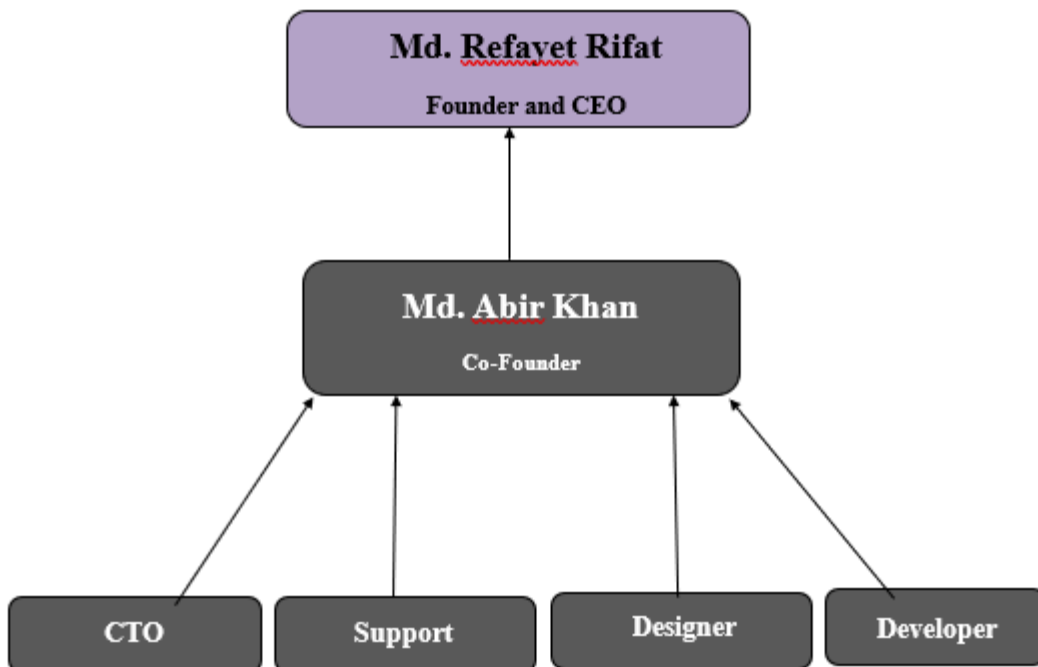 Md. Refayet Rifat
Founder and CEO
Md. Abir Khan
Co-Founder
CTO
Support
Designer
Developer